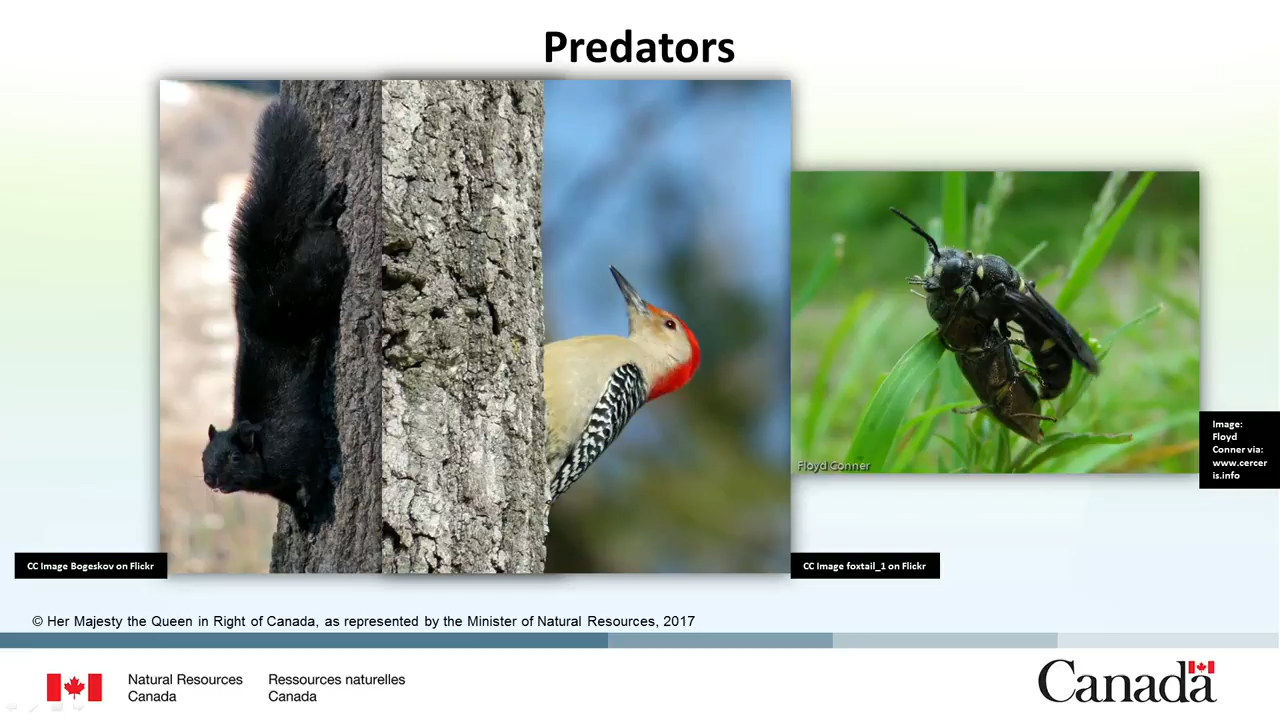 Predators
Floyd Conner
Image:
Floyd
Conner via:
www.cercer
is.info
CC Image Bogeskov on Flickr
CC Image foxtail_1 on Flickr
© Her Majesty the Queen in Right of Canada, as represented by the Minister of Natural Resources, 2017
Natural Resources
Canada
Ressources naturelles
Canada
Canada